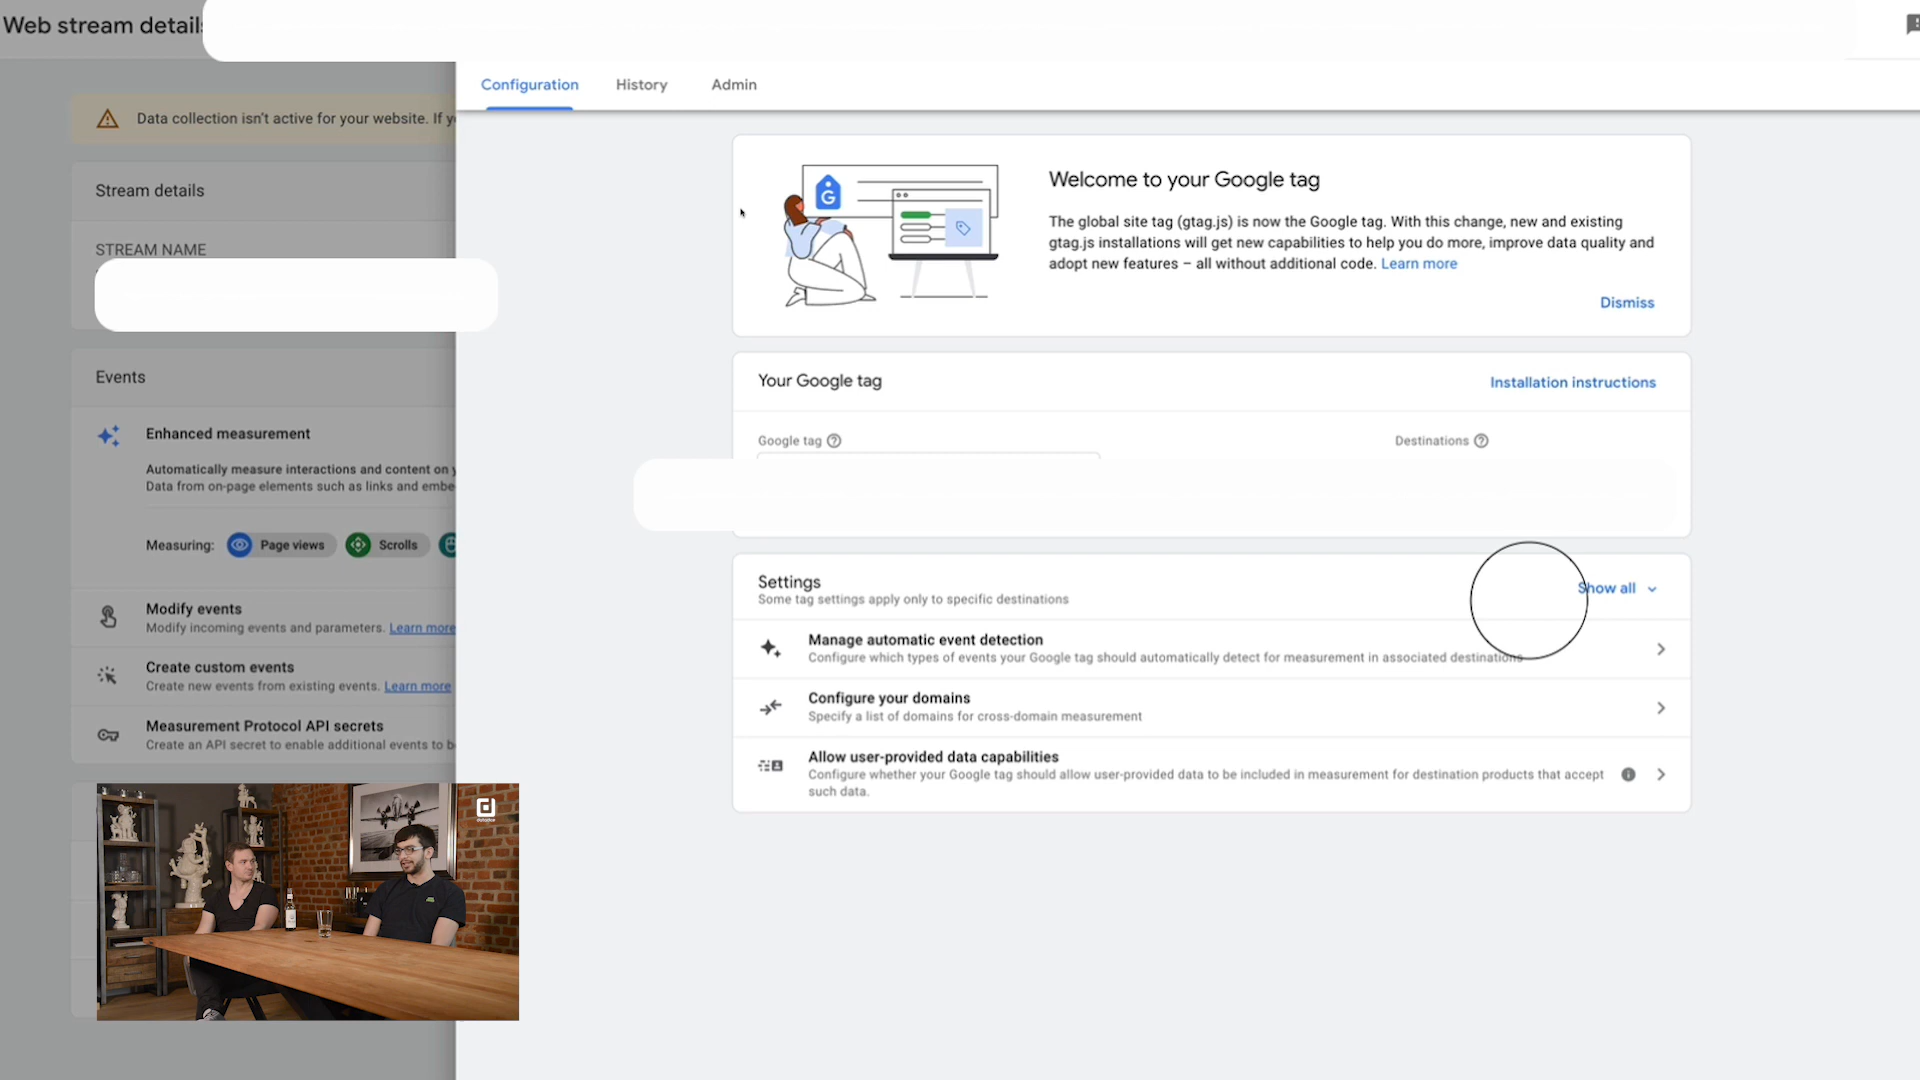 Web stream details
Configuration
History
Admin
Data collection isn't active for your website. If
Stream details
STREAM NAME
Events
Enhanced measurement
Automatically measure interactions and content on
Data from on-page elements such as links and
Measuring:
Page views
Scrolls
Modify events
Modify incoming events and parameters. Learn more
Create custom events
Create new events from existing events. Learn more
Measurement Protocol API secrets
Create an API secret to enable additional events to
G
Welcome to your Google tag
The global site tag (gtag.js) is now the Google tag. With this change, new and existing
gtag.js installations will get new capabilities to help you do more, improve data quality and
adopt new features – all without additional code. Learn more
Dismiss
Your Google tag
Installation instructions
Google tag
Destinations
Settings
Some tag settings apply only to specific destinations
Show all
Manage automatic event detection
Configure which types of events your Google tag should automatically detect for measurement in associated destinations
Configure your domains
Specify a list of domains for cross-domain measurement
Allow user-provided data capabilities
Configure whether your Google tag should allow user-provided data to be included in measurement for destination products that accept
such data.